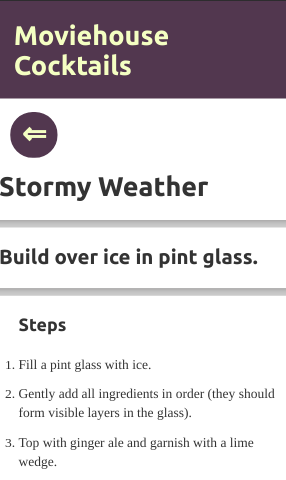 Moviehouse
Cocktails
⇐
Stormy Weather
Build over ice in pint glass.
Steps
1. Fill a pint glass with ice.
2. Gently add all ingredients in order (they should
form visible layers in the glass).
3. Top with ginger ale and garnish with a lime
wedge.